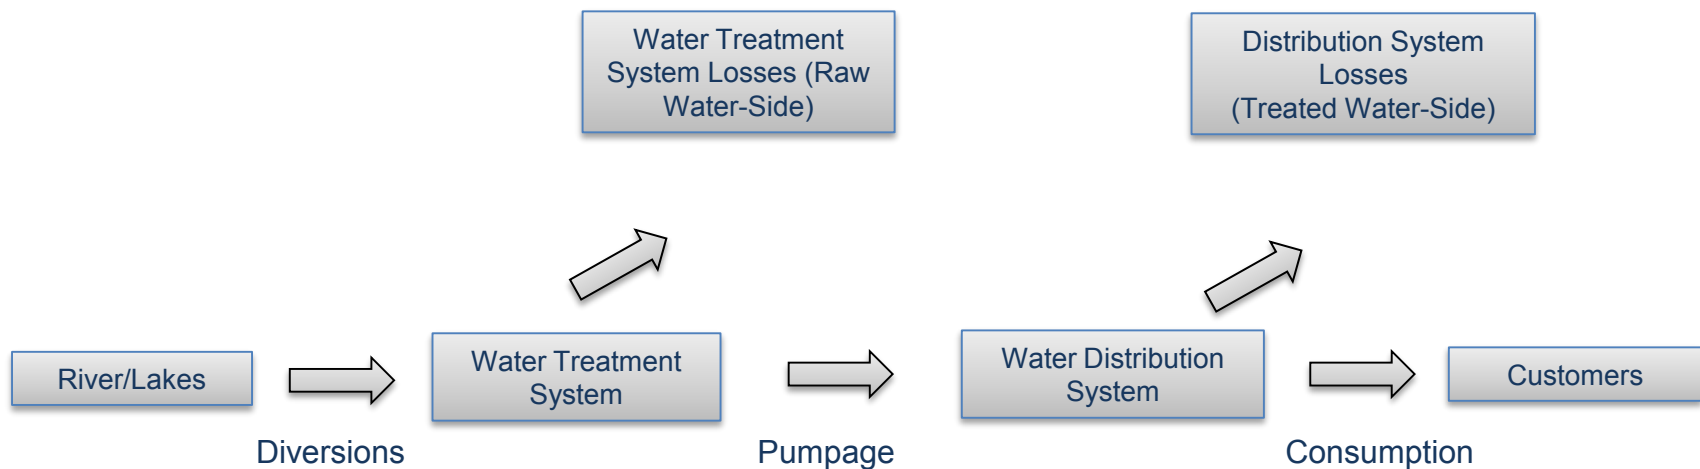 Water Treatment
System Losses (Raw
Water-Side)
Distribution System
Losses
(Treated Water-Side)
River/Lakes
Water Treatment
System
Water Distribution
System
Customers
Diversions
Pumpage
Consumption